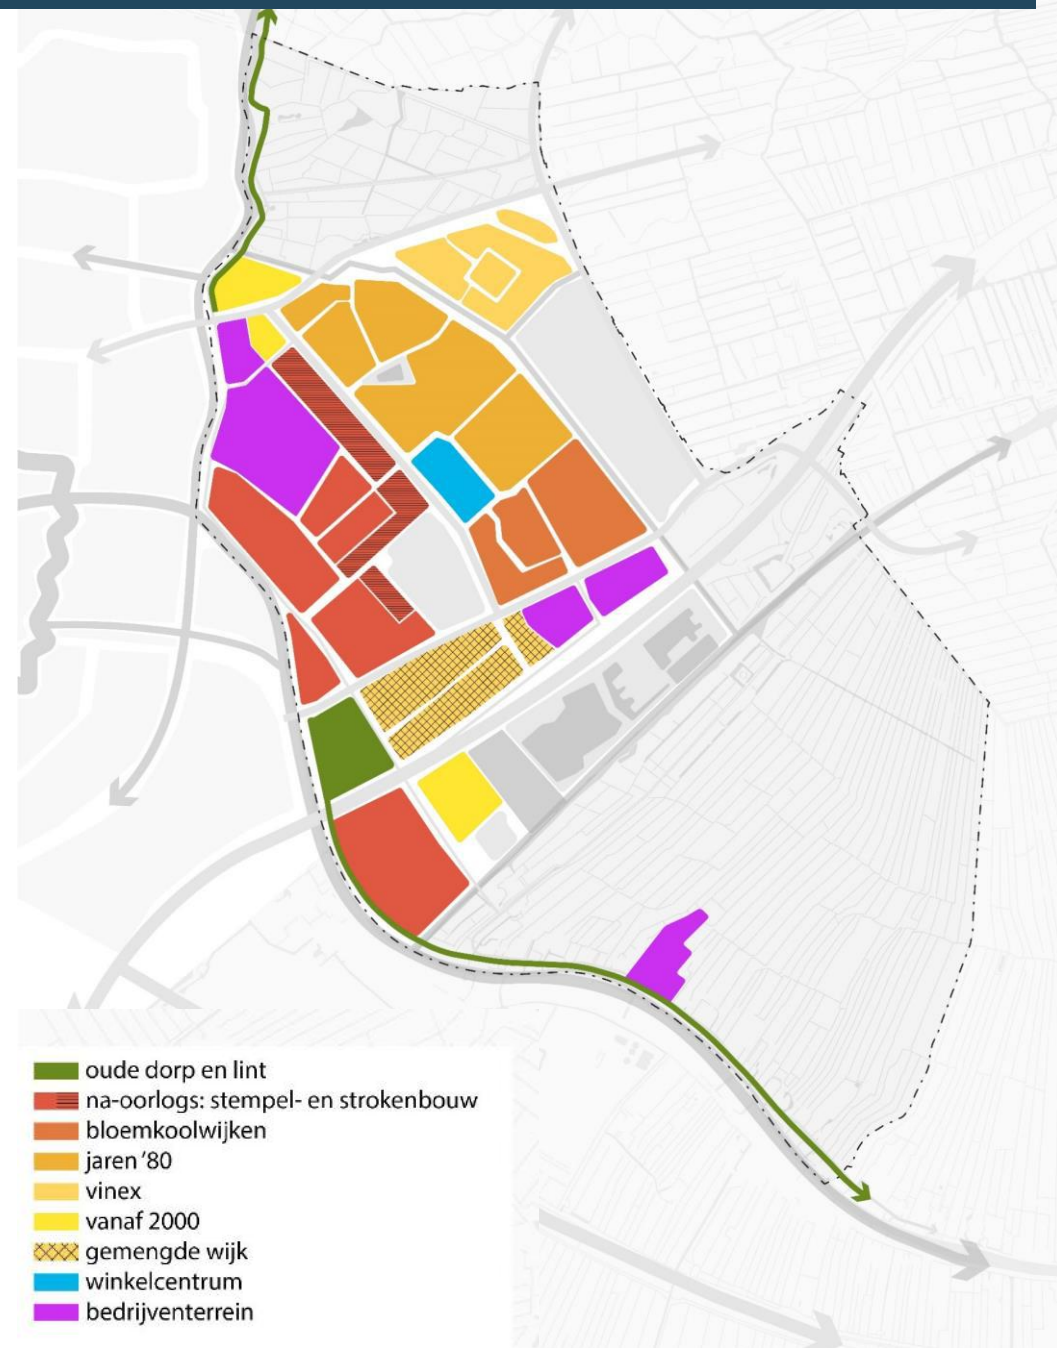 oude dorp en lint
na-oorlogs: stempel- en strokenbouw
bloemkoolwijken
jaren '80
vinex
vanaf 2000
gemengde wijk
winkelcentrum
bedrijventerrein